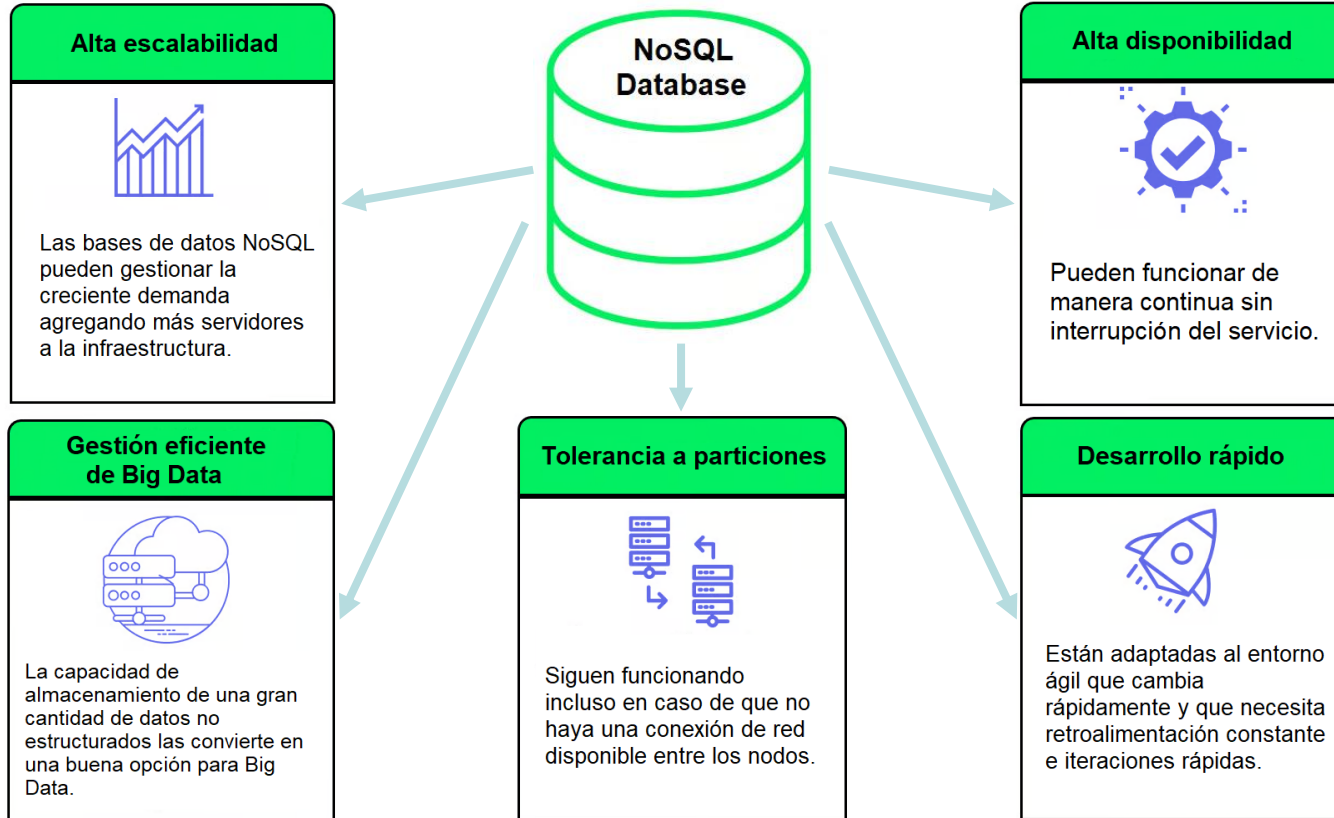 Alta escalabilidad
Las bases de datos NoSQL
pueden gestionar la
creciente demanda
agregando más servidores
a la infraestructura.
NoSQL
Database
Alta disponibilidad
Pueden funcionar de
manera continua sin
interrupción del servicio.
Gestión eficiente
de Big Data
La capacidad de
almacenamiento de una gran
cantidad de datos no
estructurados las convierte en
una buena opción para Big
Data.
Tolerancia a particiones
Siguen funcionando
incluso en caso de que no
haya una conexión de red
disponible entre los nodos.
Desarrollo rápido
Están adaptadas al entorno
ágil que cambia
rápidamente y que necesita
retroalimentación constante
e iteraciones rápidas.